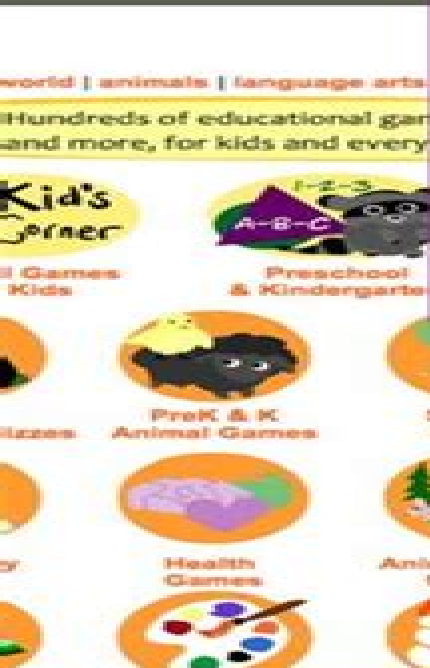 world | animals | language arts
Hundreds of educational gam
and more, for kids and every
Kid's
Corner
1-2-3
A-B-C
Games
Kids
Preschool
& Kindergarte
PreK & K
Animal Games
Health
Games